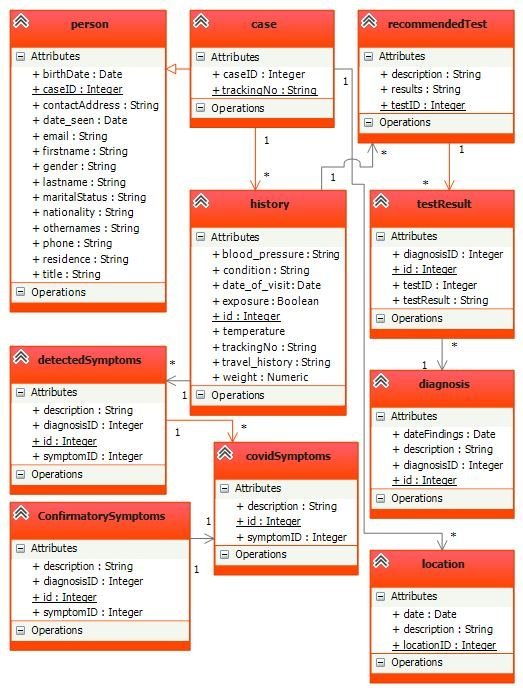 person
Attributes
+ birthDate : Date
+ caseID : Integer
+ contactAddress : String
+ date_seen : Date
+ email : String
+ firstname : String
+ gender : String
+ lastname : String
+ maritalStatus : String
+ nationality : String
+ othernames : String
+ phone : String
+ residence : String
+ title : String
Operations
case
Attributes
+ caseID : Integer
+ trackingNo : String
Operations
1
*
1
recommendedTest
Attributes
+ description : String
+ results : String
+ testID : Integer
Operations
1
*
1
*
history
Attributes
+ blood_pressure : String
+ condition : String
+ date_of_visit : Date
+ exposure : Boolean
+ id : Integer
+ temperature
+ trackingNo : String
+ travel_history : String
+ weight : Numeric
Operations
testResult
Attributes
+ diagnosisID : Integer
+ id : Integer
+ testID : Integer
+ testResult : String
Operations
*
1
detectedSymptoms
Attributes
+ description : String
+ diagnosisID : Integer
+ id : Integer
+ symptomID : Integer
Operations
*
1
1
*
diagnosis
Attributes
+ dateFindings : Date
+ description : String
+ diagnosisID : Integer
+ id : Integer
Operations
covidSymptoms
Attributes
+ description : String
+ id : Integer
+ symptomID : Integer
Operations
ConfirmatorySymptoms
Attributes
+ description : String
+ diagnosisID : Integer
+ id : Integer
+ symptomID : Integer
Operations
1
1
*
location
Attributes
+ date : Date
+ description : String
+ locationID : Integer
Operations